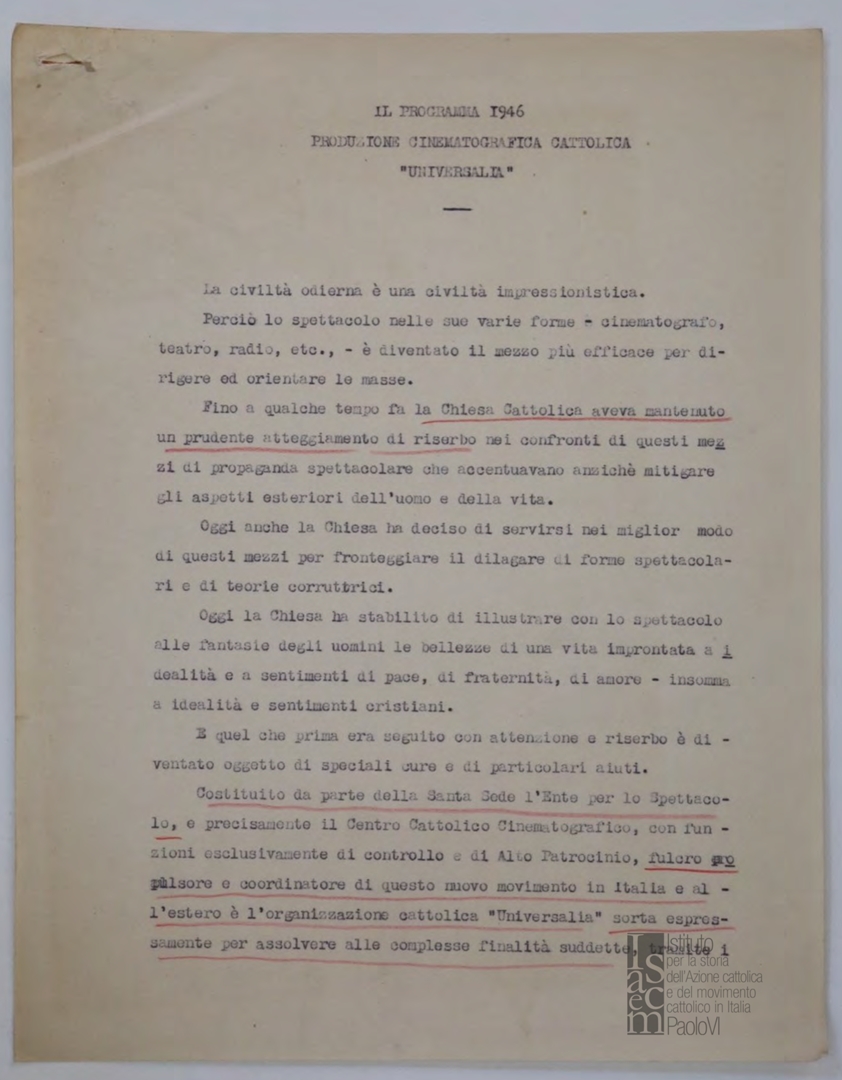 IL PROGRAMMA 1946
PRODUZIONE CINEMATOGRAFICA CATTOLICA
"UNIVERSALIA"
La civiltà odierna è una civiltà impressionistica.
Perciò lo spettacolo nelle sue varie forme - cinematografo,
teatro, radio, etc., - è diventato il mezzo più efficace per di-
rigere ed orientare le masse.
Fino a qualche tempo fa la Chiesa Cattolica aveva mantenuto
un prudente atteggiamento di riserbo nei confronti di questi mez
zi di propaganda spettacolare che accentuavano anzichè mitigare
gli aspetti esteriori dell'uomo e della vita.
Oggi anche la Chiesa ha deciso di servirsi nei miglior modo
di questi mezzi per fronteggiare il dilagare di forme spettacola-
ri e di teorie corruttrici.
Oggi la Chiesa ha stabilito di illustrare con lo spettacolo
alle fantasie degli uomini le bellezze di una vita improntata a i
dealità e a sentimenti di pace, di fraternità, di amore - insomma
a idealità e sentimenti cristiani.
E quel che prima era seguito con attenzione e riserbo è di -
ventato oggetto di speciali cure e di particolari aiuti.
Costituito da parte della Santa Sede l'Ente per lo Spettaco-
lo, e precisamente il Centro Cattolico Cinematografico, con fun -
zioni esclusivamente di controllo e di Alto Patrocinio, fulcro pro
pulsore e coordinatore di questo nuovo movimento in Italia e al -
l'estero è l'organizzazione cattolica "Universalia" sorta espres-
samente per assolvere alle complesse finalità suddette, tramite i
Isacem
Istituto
per la storia
dell'Azione cattolica
e del movimento
cattolico in Italia
PaoloVI